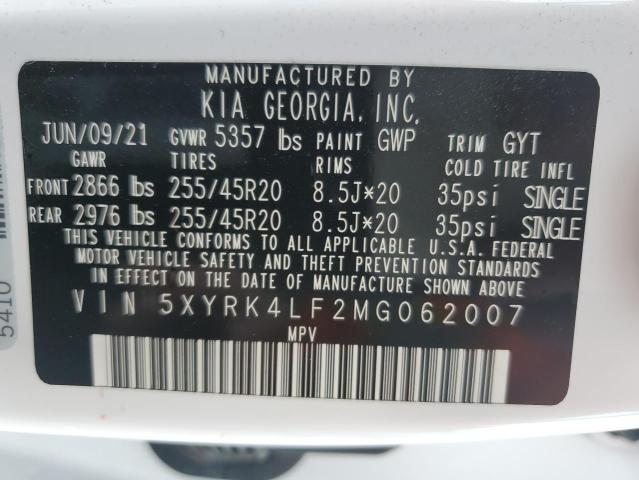 MANUFACTURED BY
KIA GEORGIA, INC.
JUN/09/21 GVWR 5357 lbs PAINT GWP TRIM GYT
GAWR TIRES RIMS COLD TIRE INFL
FRONT 2866 lbs 255/45R20 8.5J*20 35psi SINGLE
REAR 2976 lbs 255/45R20 8.5J*20 35psi SINGLE
THIS VEHICLE CONFORMS TO ALL APPLICABLE U.S.A. FEDERAL
MOTOR VEHICLE SAFETY AND THEFT PREVENTION STANDARDS
IN EFFECT ON THE DATE OF MANUFACTURE SHOWN ABOVE.
VIN 5XYRK4LF2MG062007
MPV
5410